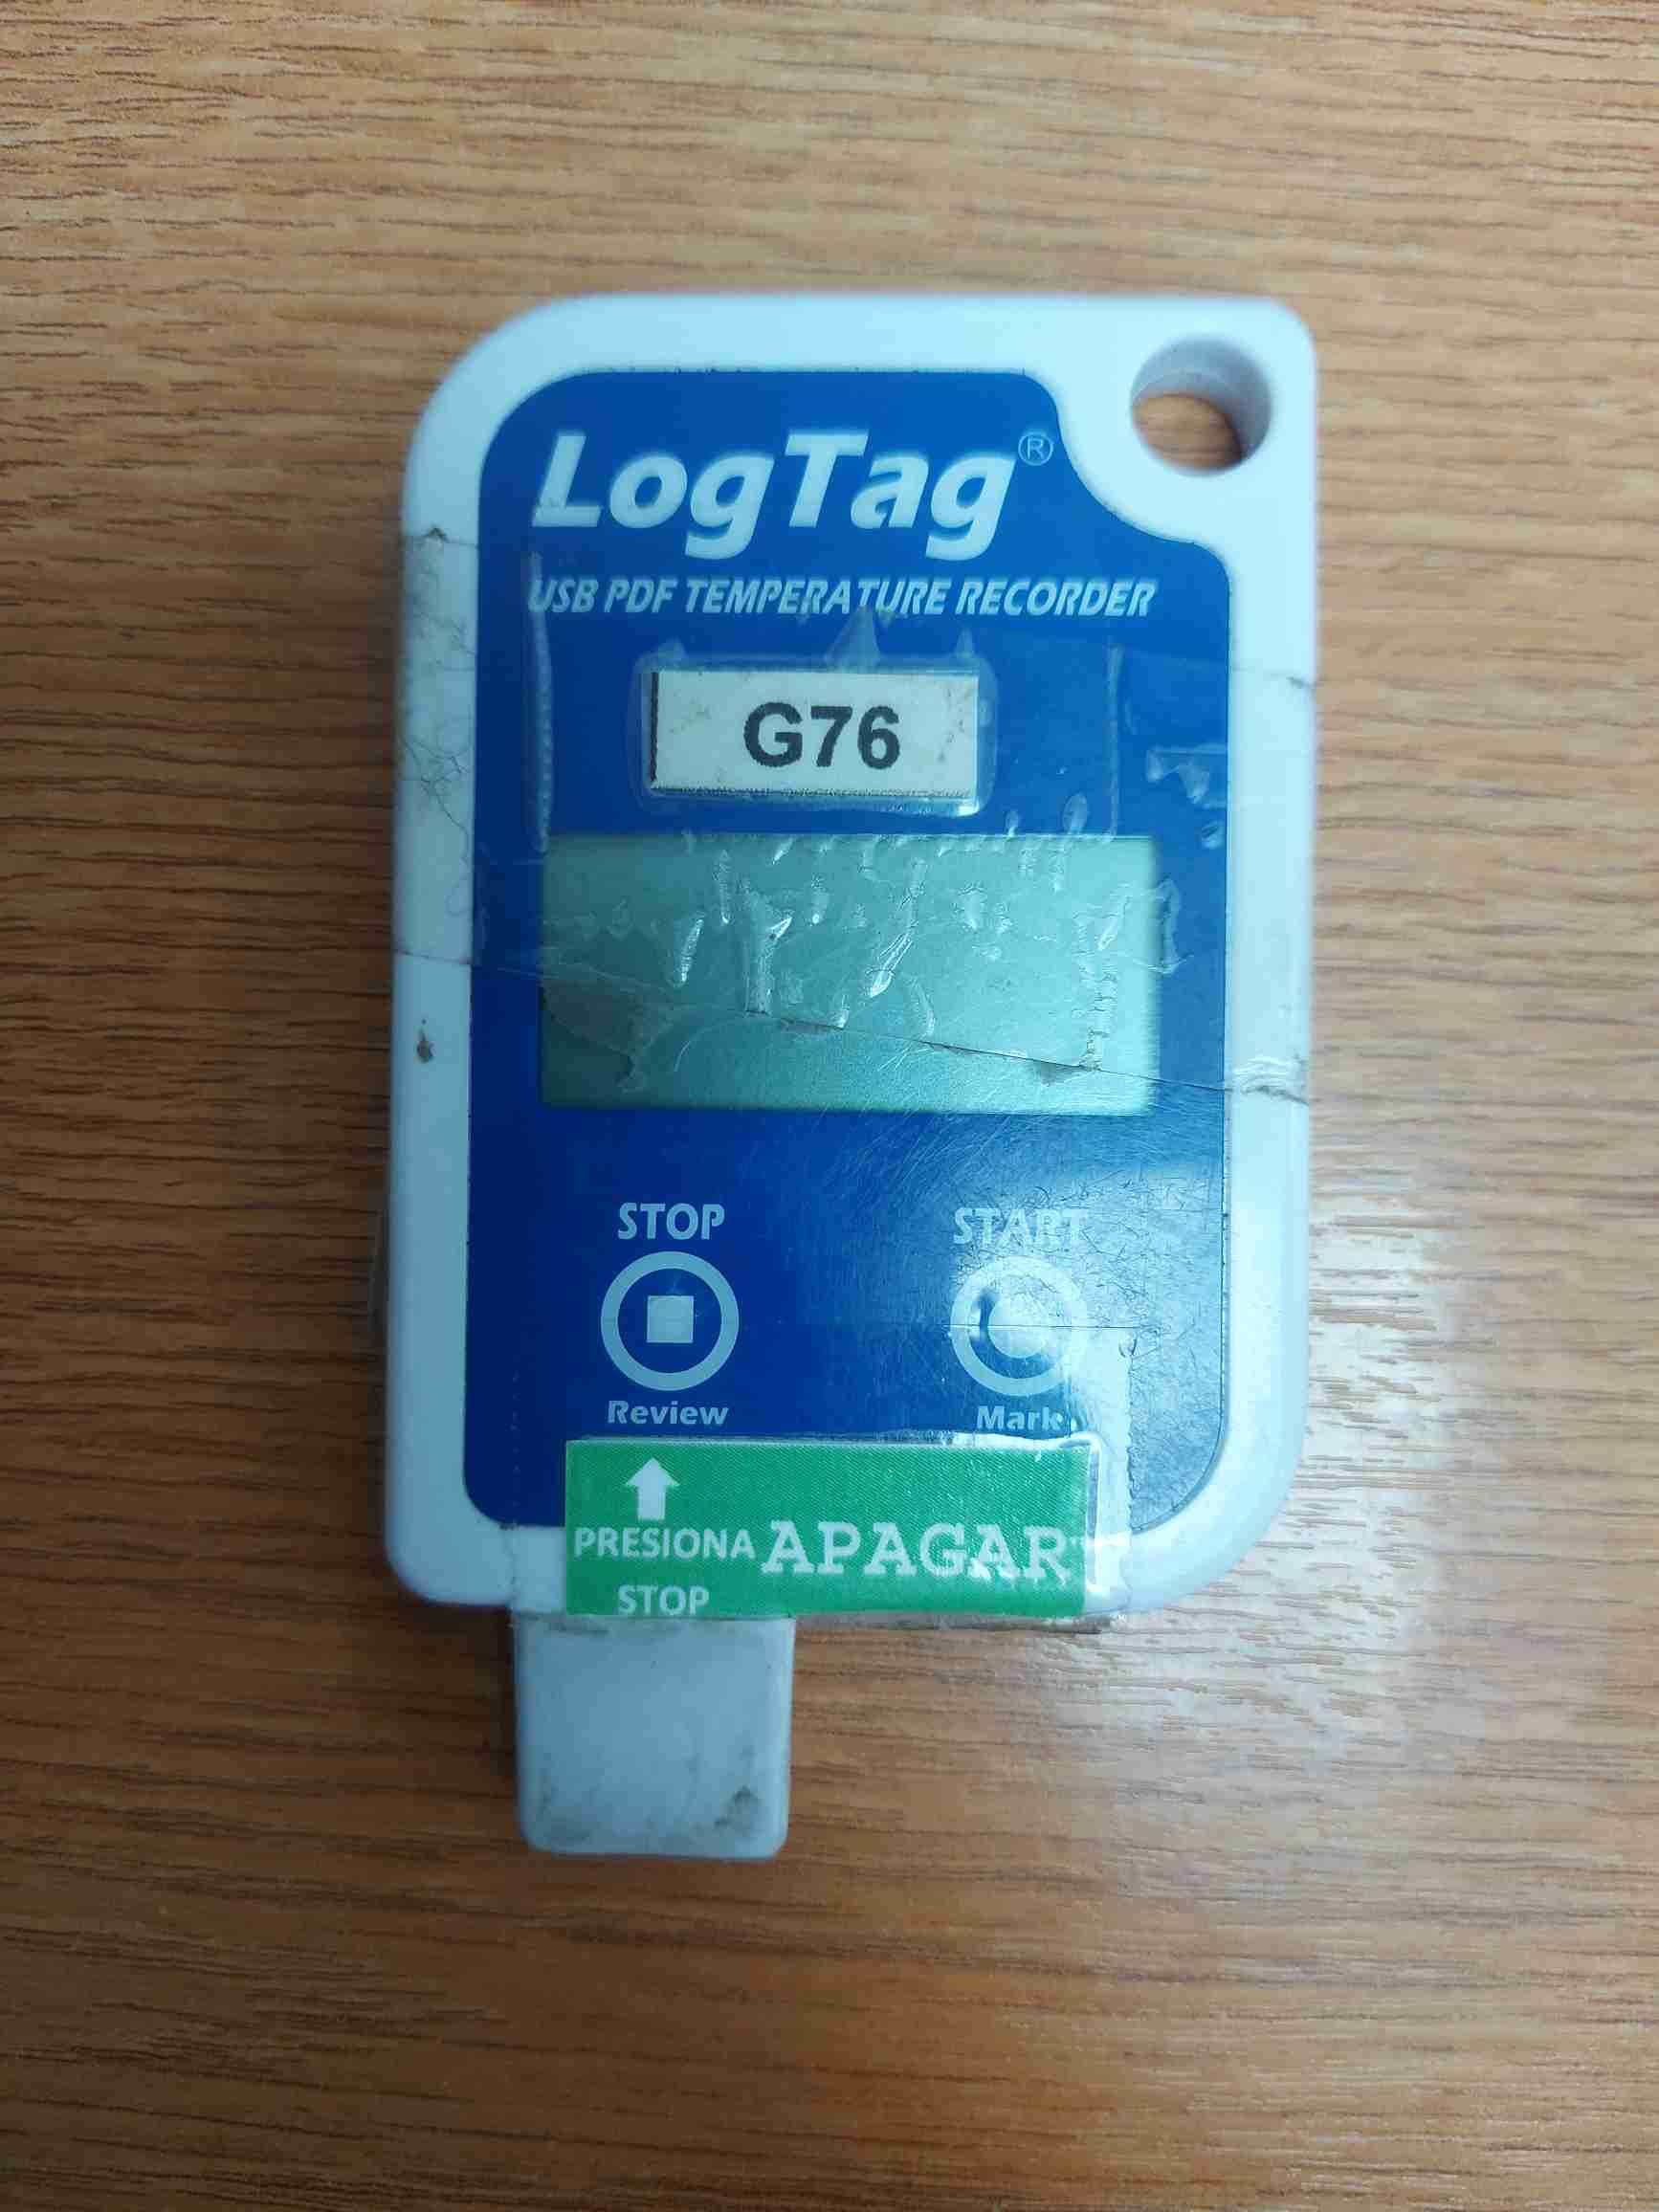 LogTag®
USB PDF TEMPERATURE RECORDER
G76
STOP START
Review Mark
PRESIONA APAGAR
STOP